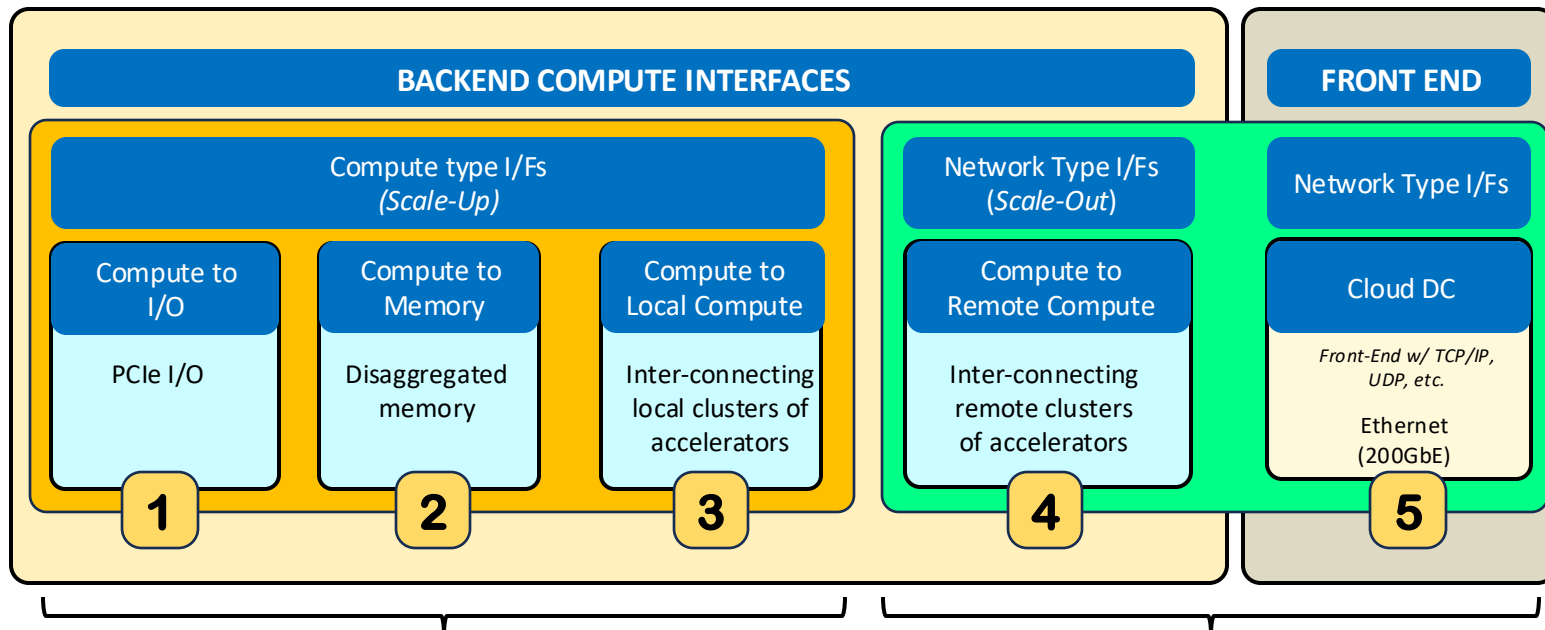 BACKEND COMPUTE INTERFACES
FRONT END
Compute type I/Fs
(Scale-Up)
Network Type I/Fs
(Scale-Out)
Network Type I/Fs
Compute to
I/O
Compute to
Memory
Compute to
Local Compute
Compute to
Remote Compute
Cloud DC
PCIe I/O
Disaggregated
memory
Inter-connecting
local clusters of
accelerators
Inter-connecting
remote clusters
of accelerators
Front-End w/ TCP/IP,
UDP, etc.
Ethernet
(200GbE)
1
2
3
4
5